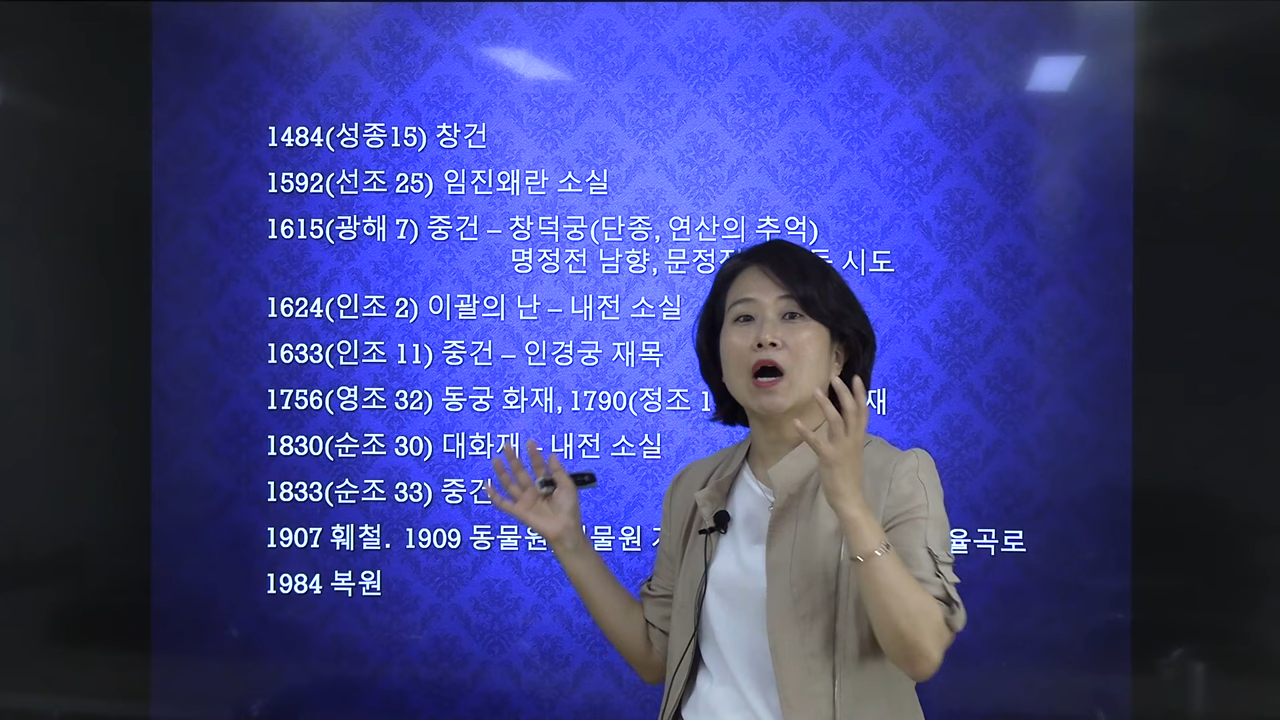 1484(성종15) 창건
1592(선조 25) 임진왜란 소실
1615(광해 7) 중건 – 창덕궁(단종, 연산의 추억)
명정전 남향, 시도
1624(인조 2) 이괄의 난 – 내전 소실
1633(인조 11) 중건 – 인경궁 재목
1756(영조 32) 동궁 화재, 1790(정조
1830(순조 30) 대화재 – 내전 소실
1833(순조 33) 중건
1907 훼철. 1909 동물원, 율곡로
1984 복원